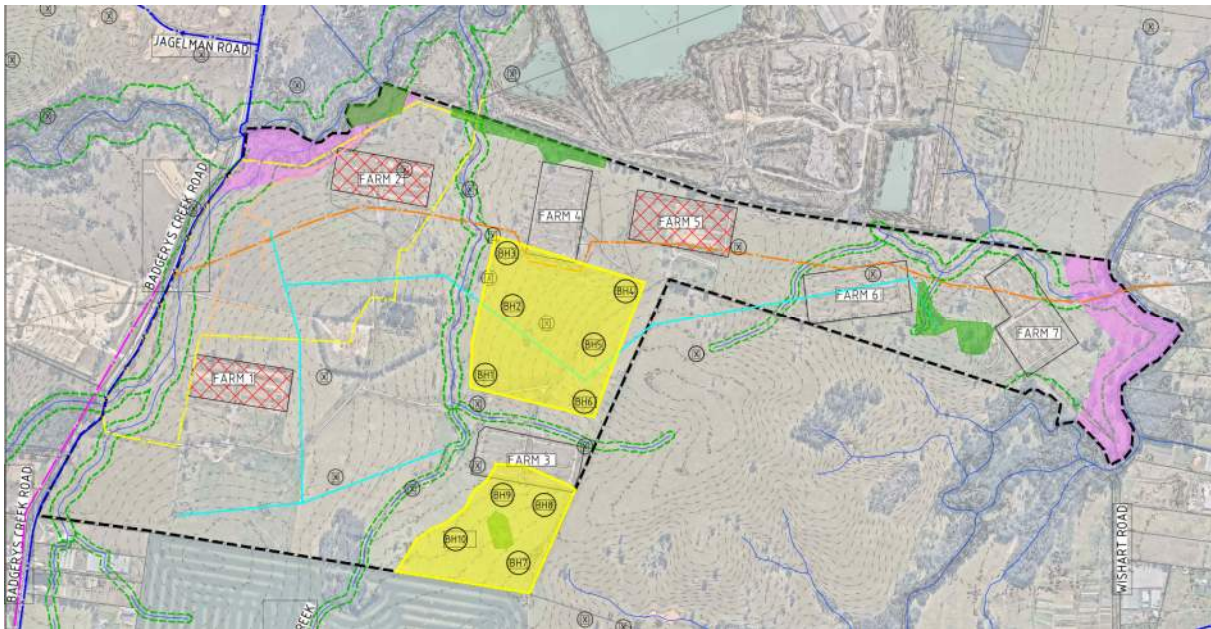 JAGELMAN ROAD
BADGERYS CREEK ROAD
FARM 2
FARM 4
FARM 5
BH3
BH4
FARM 6
BH2
FARM 7
BH5
FARM 1
BH1
BH6
FARM 3
BH9
BH8
BH10
BH7
BADGERYS CREEK ROAD
WISHART ROAD
CREEK